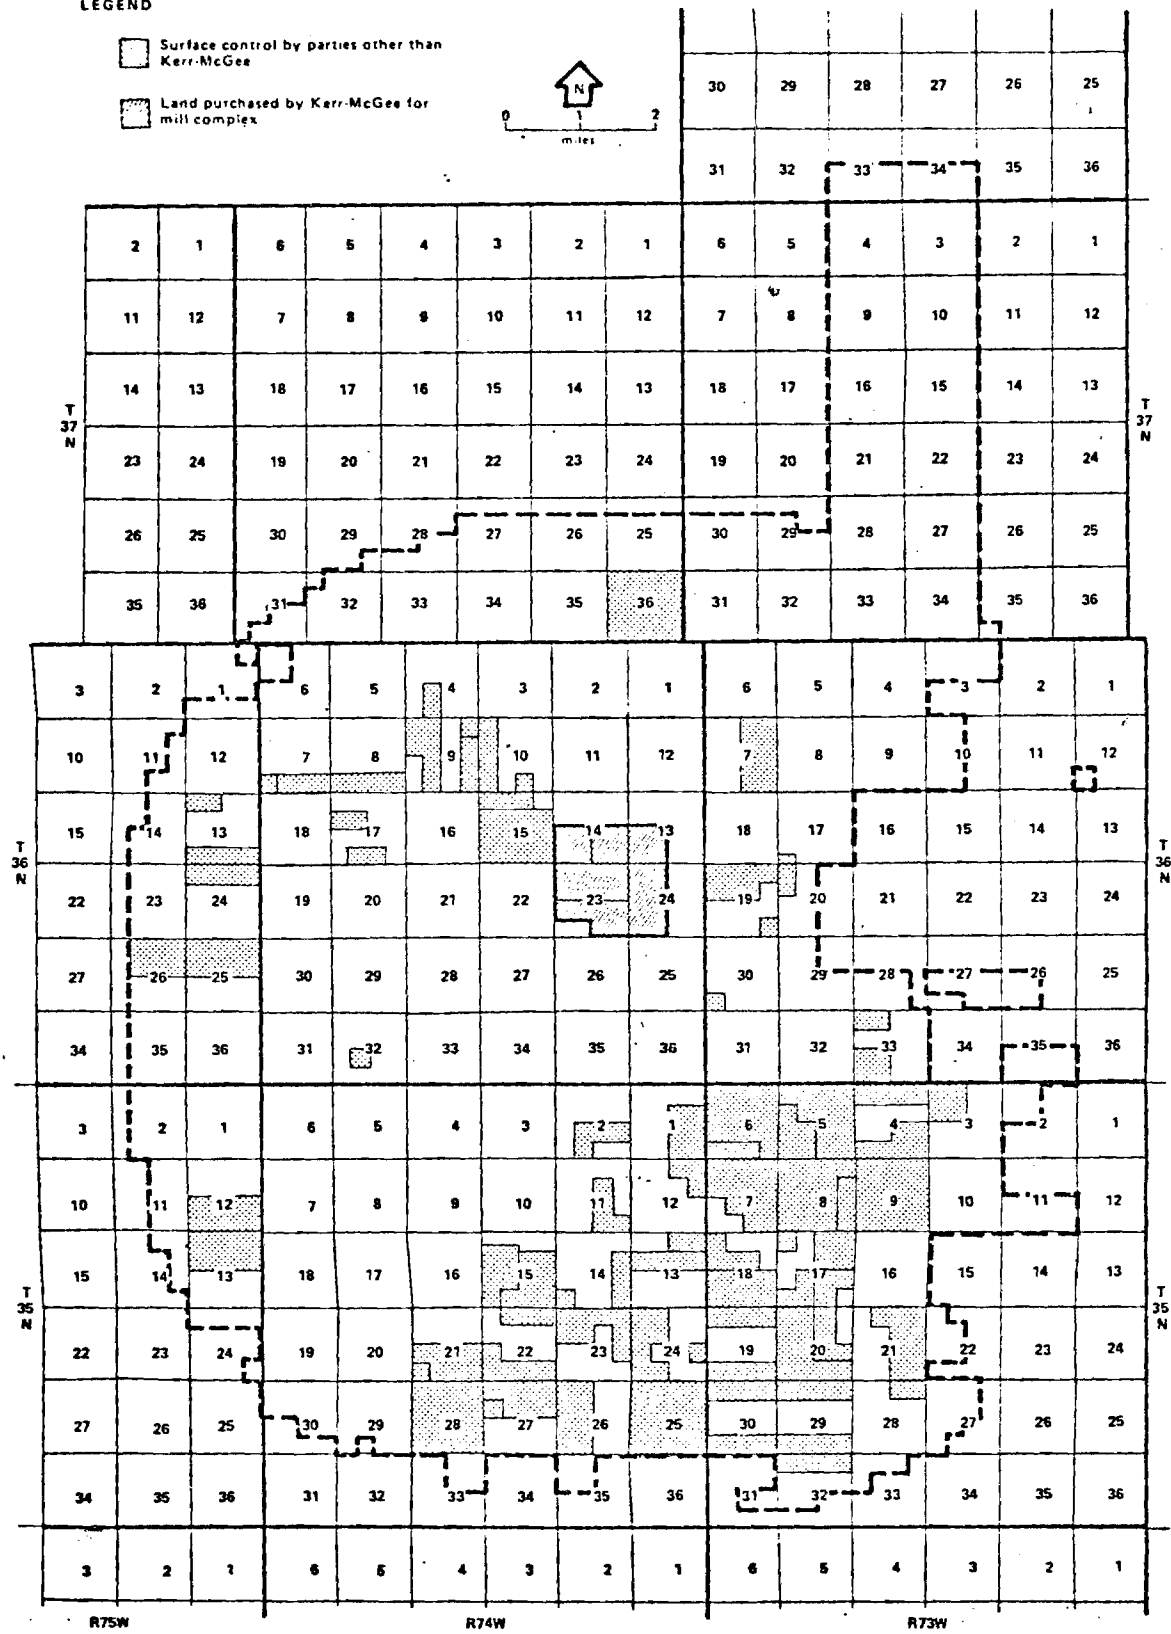 LEGEND
Surface control by parties other than
Kerr-McGee
Land purchased by Kerr-McGee for
mill complex
N
0 1 2
miles
30 29 28 27 26 25
31 32 33 34 35 36
2 1 6 5 4 3 2 1 6 5 4 3 2 1
11 12 7 8 9 10 11 12 7 8 9 10 11 12
14 13 18 17 16 15 14 13 18 17 16 15 14 13
T
37
N
T
37
N
23 24 19 20 21 22 23 24 19 20 21 22 23 24
26 25 30 29 28 27 26 25 30 29 28 27 26 25
35 36 31 32 33 34 35 36 31 32 33 34 35 36
3 2 1 6 5 4 3 2 1 6 5 4 3 2 1
10 11 12 7 8 9 10 11 12 7 8 9 10 11 12
15 14 13 18 17 16 15 14 13 18 17 16 15 14 13
T
36
N
T
36
N
22 23 24 19 20 21 22 23 24 19 20 21 22 23 24
27 26 25 30 29 28 27 26 25 30 29 28 27 26 25
34 35 36 31 32 33 34 35 36 31 32 33 34 35 36
3 2 1 6 5 4 3 2 1 6 5 4 3 2 1
10 11 12 7 8 9 10 11 12 7 8 9 10 11 12
15 14 13 18 17 16 15 14 13 18 17 16 15 14 13
T
35
N
T
35
N
22 23 24 19 20 21 22 23 24 19 20 21 22 23 24
27 26 25 30 29 28 27 26 25 30 29 28 27 26 25
34 35 36 31 32 33 34 35 36 31 32 33 34 35 36
3 2 1 6 5 4 3 2 1 6 5 4 3 2 1
R75W R74W R73W